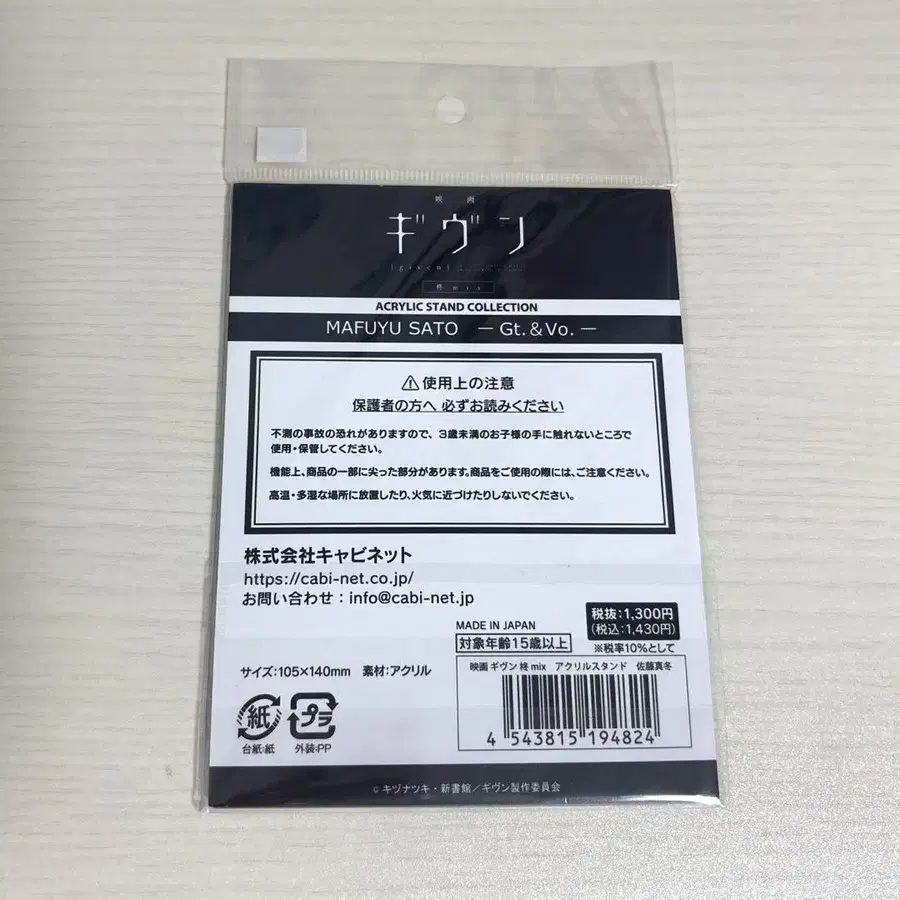 映画
ギヴン
[given]
柊mix
ACRYLIC STAND COLLECTION
MAFUYU SATO ー Gt.＆Vo. ー
⚠使用上の注意
保護者の方へ 必ずお読みください
不測の事故の恐れがありますので、3歳未満のお子様の手に触れないところで
使用・保管してください。
機能上、商品の一部に尖った部分があります。商品をご使用の際には、ご注意ください。
高温・多湿な場所に放置したり、火気に近づけたりしないでください。
株式会社キャビネット
https://cabi-net.co.jp/
お問い合わせ：info@cabi-net.jp
税抜：1,300円
（税込：1,430円）
※税率10％として
MADE IN JAPAN
対象年齢15歳以上
サイズ：105×140mm 素材：アクリル
映画 ギヴン 柊mix アクリルスタンド 佐藤真冬
4 543815 194824
紙
プラ
台紙：紙
外装：PP
© キヅナツキ・新書館／ギヴン製作委員会